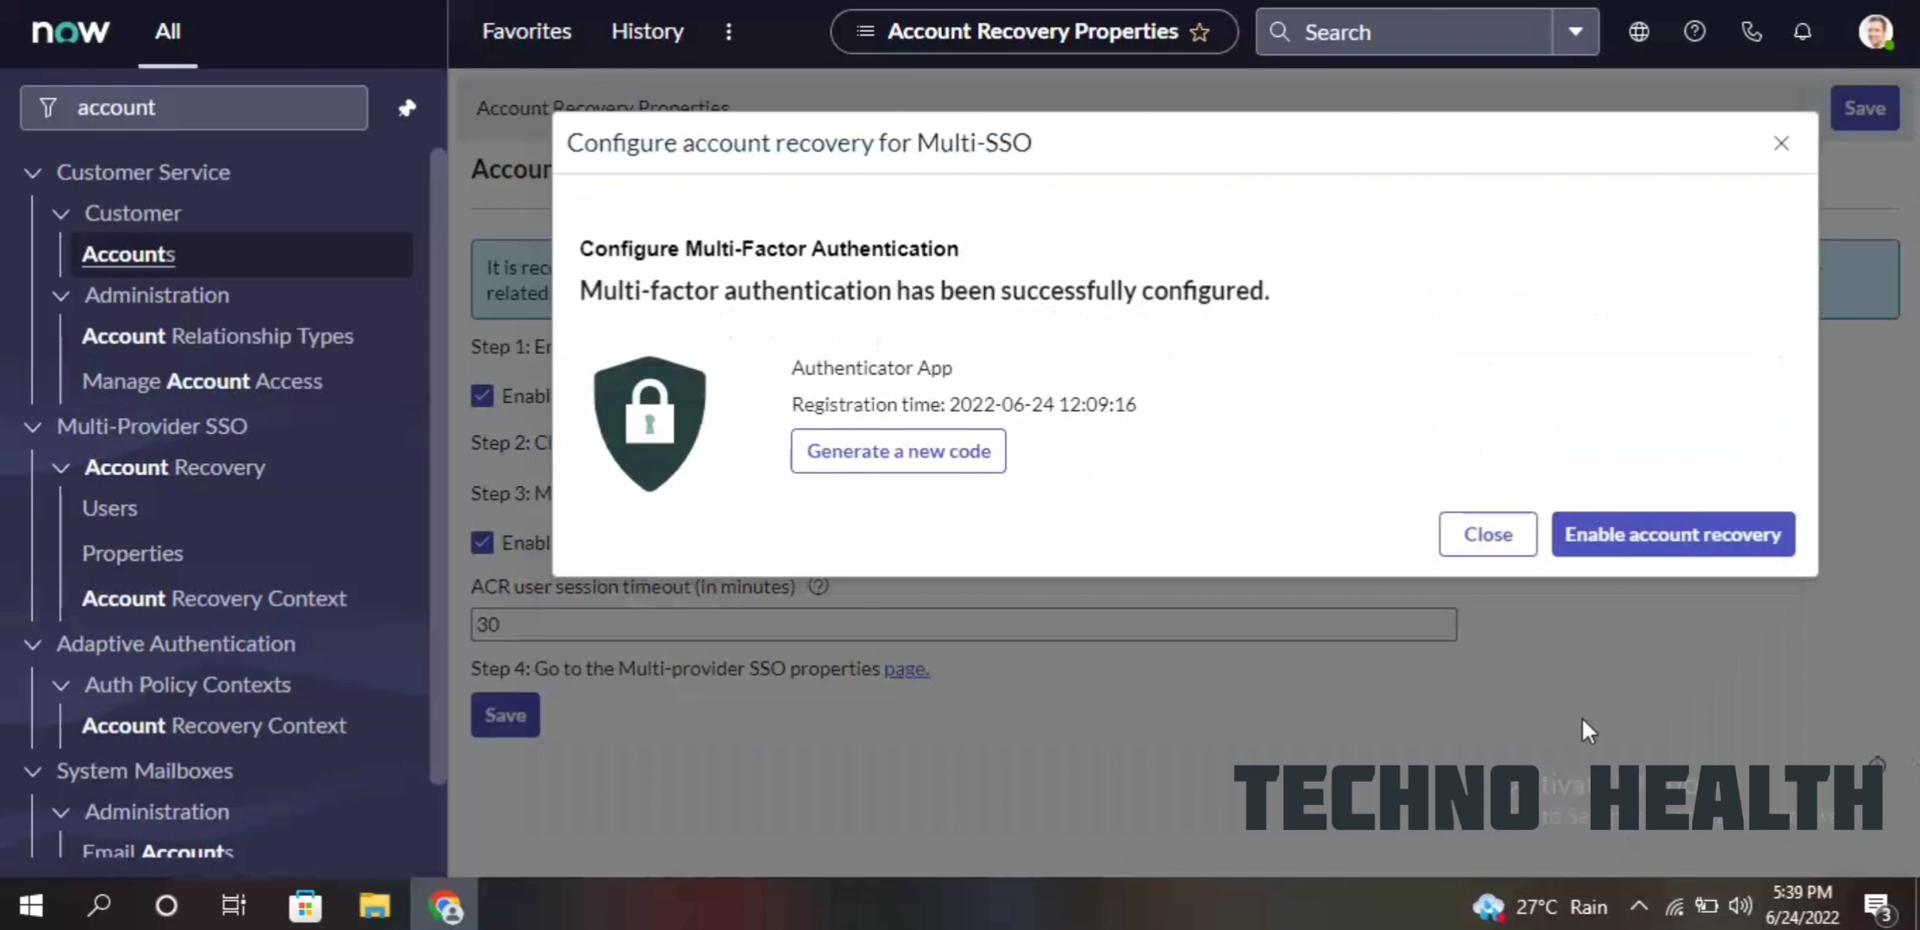 now
All
Favorites
History
Account Recovery Properties
Search
account
Customer Service
Customer
Accounts
Administration
Account Relationship Types
Manage Account Access
Multi-Provider SSO
Account Recovery
Users
Properties
Account Recovery Context
Adaptive Authentication
Auth Policy Contexts
Account Recovery Context
System Mailboxes
Administration
Email Accounts
Account Recovery Properties
Save
Configure account recovery for Multi-SSO
Configure Multi-Factor Authentication
Multi-factor authentication has been successfully configured.
Authenticator App
Registration time: 2022-06-24 12:09:16
Generate a new code
Close
Enable account recovery
It is
related
Step 1:
Step 2:
Step 3:
ACR user session timeout (in minutes)
30
Step 4: Go to the Multi-provider SSO properties page.
Save
TECHNO HEALTH
27°C Rain
5:39 PM
6/24/2022
3